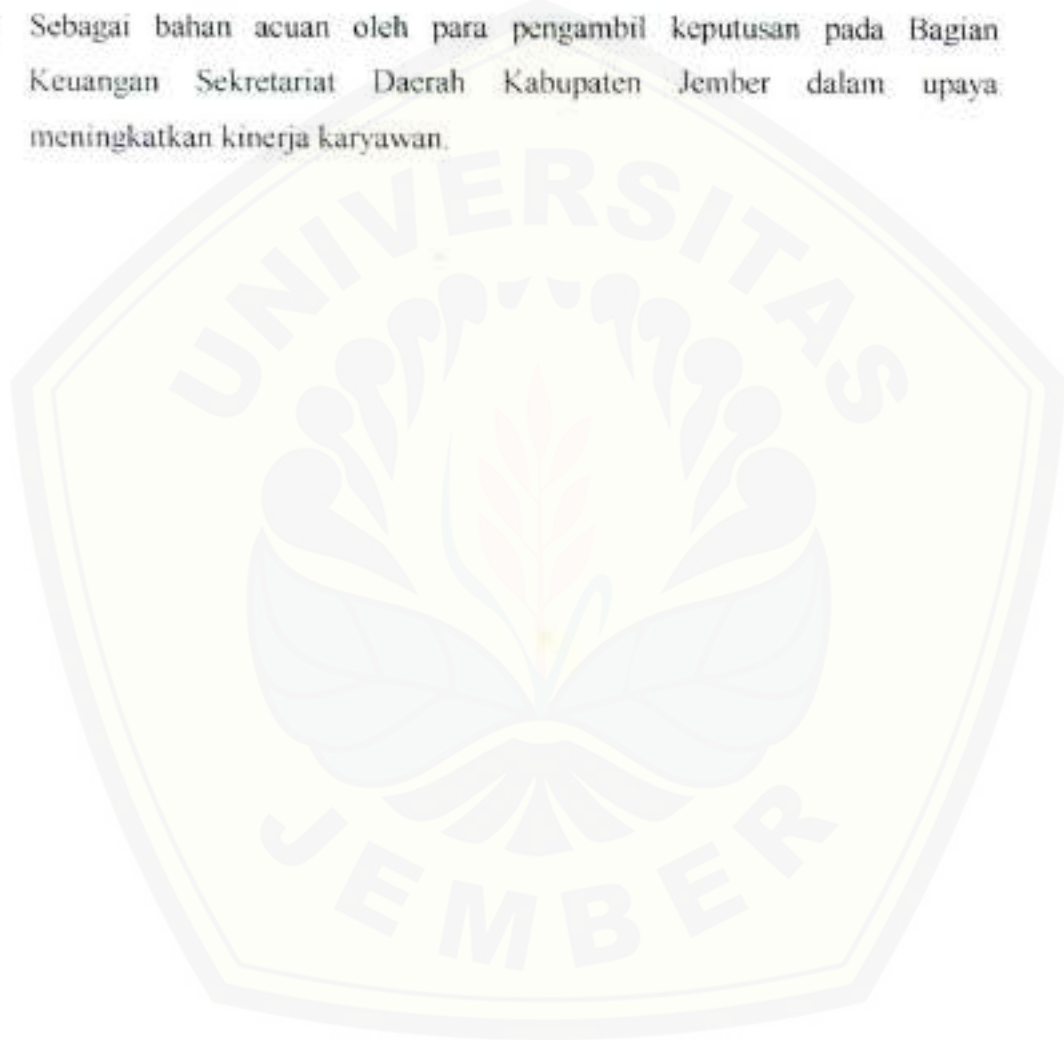 Sebagai bahan acuan oleh para pengambil keputusan pada Bagian
Keuangan Sekretariat Daerah Kabupaten Jember dalam upaya
meningkatkan kinerja karyawan.
UNIVERSITAS
JEMBER